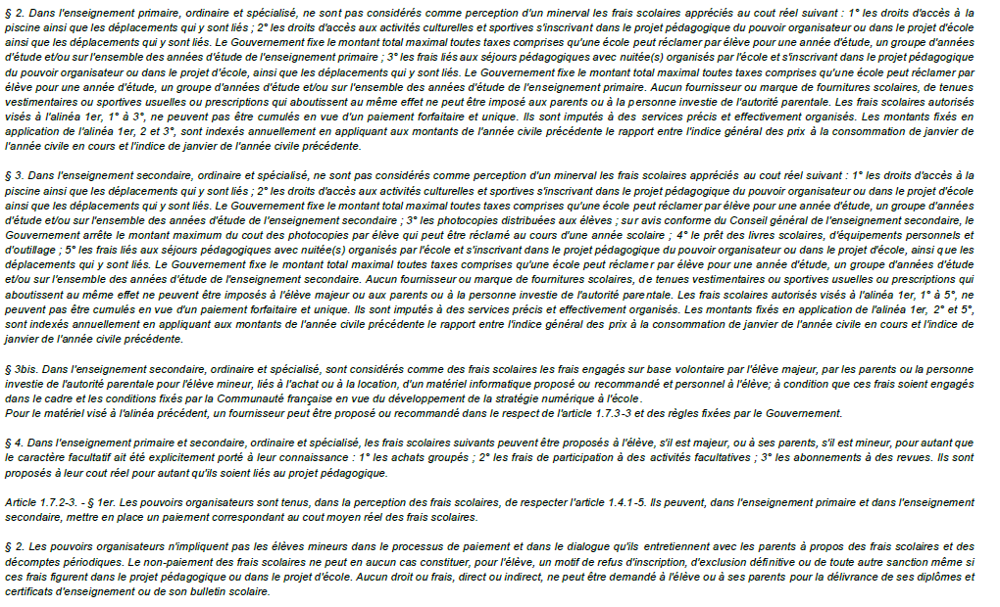 § 2. Dans l'enseignement primaire, ordinaire et spécialisé, ne sont pas considérés comme perception d'un minerval les frais scolaires appréciés au cout réel suivant : 1° les droits d'accès à la
piscine ainsi que les déplacements qui y sont liés ; 2° les droits d'accès aux activités culturelles et sportives s'inscrivant dans le projet pédagogique du pouvoir organisateur ou dans le projet d'école
ainsi que les déplacements qui y sont liés. Le Gouvernement fixe le montant total maximal toutes taxes comprises qu'une école peut réclamer par élève pour une année d'étude, un groupe d'années
d'étude et/ou sur l'ensemble des années d'étude de l'enseignement primaire ; 3° les frais liés aux séjours pédagogiques avec nuitée(s) organisés par l'école et s'inscrivant dans le projet pédagogique
du pouvoir organisateur ou dans le projet d'école, ainsi que les déplacements qui y sont liés. Le Gouvernement fixe le montant total maximal toutes taxes comprises qu'une école peut réclamer par
élève pour une année d'étude, un groupe d'années d'étude et/ou sur l'ensemble des années d'étude de l'enseignement primaire. Aucun fournisseur ou marque de fournitures scolaires, de tenues
vestimentaires ou sportives usuelles ou prescriptions qui aboutissent au même effet ne peut être imposé aux parents ou à la personne investie de l'autorité parentale. Les frais scolaires autorisés
visés à l'alinéa 1er, 1° à 3°, ne peuvent pas être cumulés en vue d'un paiement forfaitaire et unique. Ils sont imputés à des services précis et effectivement organisés. Les montants fixés en
application de l'alinéa 1er, 2 et 3°, sont indexés annuellement en appliquant aux montants de l'année civile précédente le rapport entre l'indice général des prix à la consommation de janvier de
l'année civile en cours et l'indice de janvier de l'année civile précédente.
§ 3. Dans l'enseignement secondaire, ordinaire et spécialisé, ne sont pas considérés comme perception d'un minerval les frais scolaires appréciés au cout réel suivant : 1° les droits d'accès à la
piscine ainsi que les déplacements qui y sont liés ; 2° les droits d'accès aux activités culturelles et sportives s'inscrivant dans le projet pédagogique du pouvoir organisateur ou dans le projet d'école
ainsi que les déplacements qui y sont liés. Le Gouvernement fixe le montant total maximal toutes taxes comprises qu'une école peut réclamer par élève pour une année d'étude, un groupe d'années
d'étude et/ou sur l'ensemble des années d'étude de l'enseignement secondaire ; 3° les photocopies distribuées aux élèves ; sur avis conforme du Conseil général de l'enseignement secondaire, le
Gouvernement arrête le montant maximum du cout des photocopies par élève qui peut être réclamé au cours d'une année scolaire ; 4° le prêt des livres scolaires, d'équipements personnels et
d'outillage ; 5° les frais liés aux séjours pédagogiques avec nuitée(s) organisés par l'école et s'inscrivant dans le projet pédagogique du pouvoir organisateur ou dans le projet d'école, ainsi que les
déplacements qui y sont liés. Le Gouvernement fixe le montant total maximal toutes taxes comprises qu'une école peut réclamer par élève pour une année d'étude, un groupe d'années d'étude
et/ou sur l'ensemble des années d'étude de l'enseignement secondaire. Aucun fournisseur ou marque de fournitures scolaires, de tenues vestimentaires ou sportives usuelles ou prescriptions qui
aboutissent au même effet ne peuvent être imposés à l'élève majeur ou aux parents ou à la personne investie de l'autorité parentale. Les frais scolaires autorisés visés à l'alinéa 1er, 1° à 5°, ne
peuvent pas être cumulés en vue d'un paiement forfaitaire et unique. Ils sont imputés à des services précis et effectivement organisés. Les montants fixés en application de l'alinéa 1er, 2° et 5°,
sont indexés annuellement en appliquant aux montants de l'année civile précédente le rapport entre l'indice général des prix à la consommation de janvier de l'année civile en cours et l'indice de
janvier de l'année civile précédente.
§ 3bis. Dans l'enseignement secondaire, ordinaire et spécialisé, sont considérés comme des frais scolaires les frais engagés sur base volontaire par l'élève majeur, par les parents ou la personne
investie de l'autorité parentale pour l'élève mineur, liés à l'achat ou à la location, d'un matériel informatique proposé ou recommandé et personnel à l'élève; à condition que ces frais soient engagés
dans le cadre et les conditions fixés par la Communauté française en vue du développement de la stratégie numérique à l'école.
Pour le matériel visé à l'alinéa précédent, un fournisseur peut être proposé ou recommandé dans le respect de l'article 1.7.3-3 et des règles fixées par le Gouvernement.
§ 4. Dans l'enseignement primaire et secondaire, ordinaire et spécialisé, les frais scolaires suivants peuvent être proposés à l'élève, s'il est majeur, ou à ses parents, s'il est mineur, pour autant que
le caractère facultatif ait été explicitement porté à leur connaissance : 1° les achats groupés ; 2° les frais de participation à des activités facultatives ; 3° les abonnements à des revues. Ils sont
proposés à leur cout réel pour autant qu'ils soient liés au projet pédagogique.
Article 1.7.2-3. - § 1er. Les pouvoirs organisateurs sont tenus, dans la perception des frais scolaires, de respecter l'article 1.4.1-5. Ils peuvent, dans l'enseignement primaire et dans l'enseignement
secondaire, mettre en place un paiement correspondant au cout moyen réel des frais scolaires.
§ 2. Les pouvoirs organisateurs n'impliquent pas les élèves mineurs dans le processus de paiement et dans le dialogue qu'ils entretiennent avec les parents à propos des frais scolaires et des
décomptes périodiques. Le non-paiement des frais scolaires ne peut en aucun cas constituer, pour l'élève, un motif de refus d'inscription, d'exclusion définitive ou de toute autre sanction même si
ces frais figurent dans le projet pédagogique ou dans le projet d'école. Aucun droit ou frais, direct ou indirect, ne peut être demandé à l'élève ou à ses parents pour la délivrance de ses diplômes et
certificats d'enseignement ou de son bulletin scolaire.